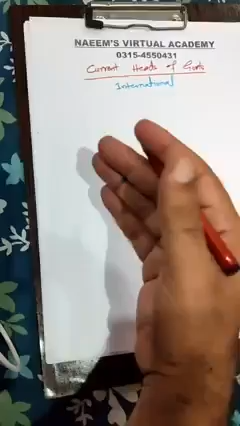 NAEEM'S VIRTUAL ACADEMY
0315-4550431
Current Heads of Govts
International